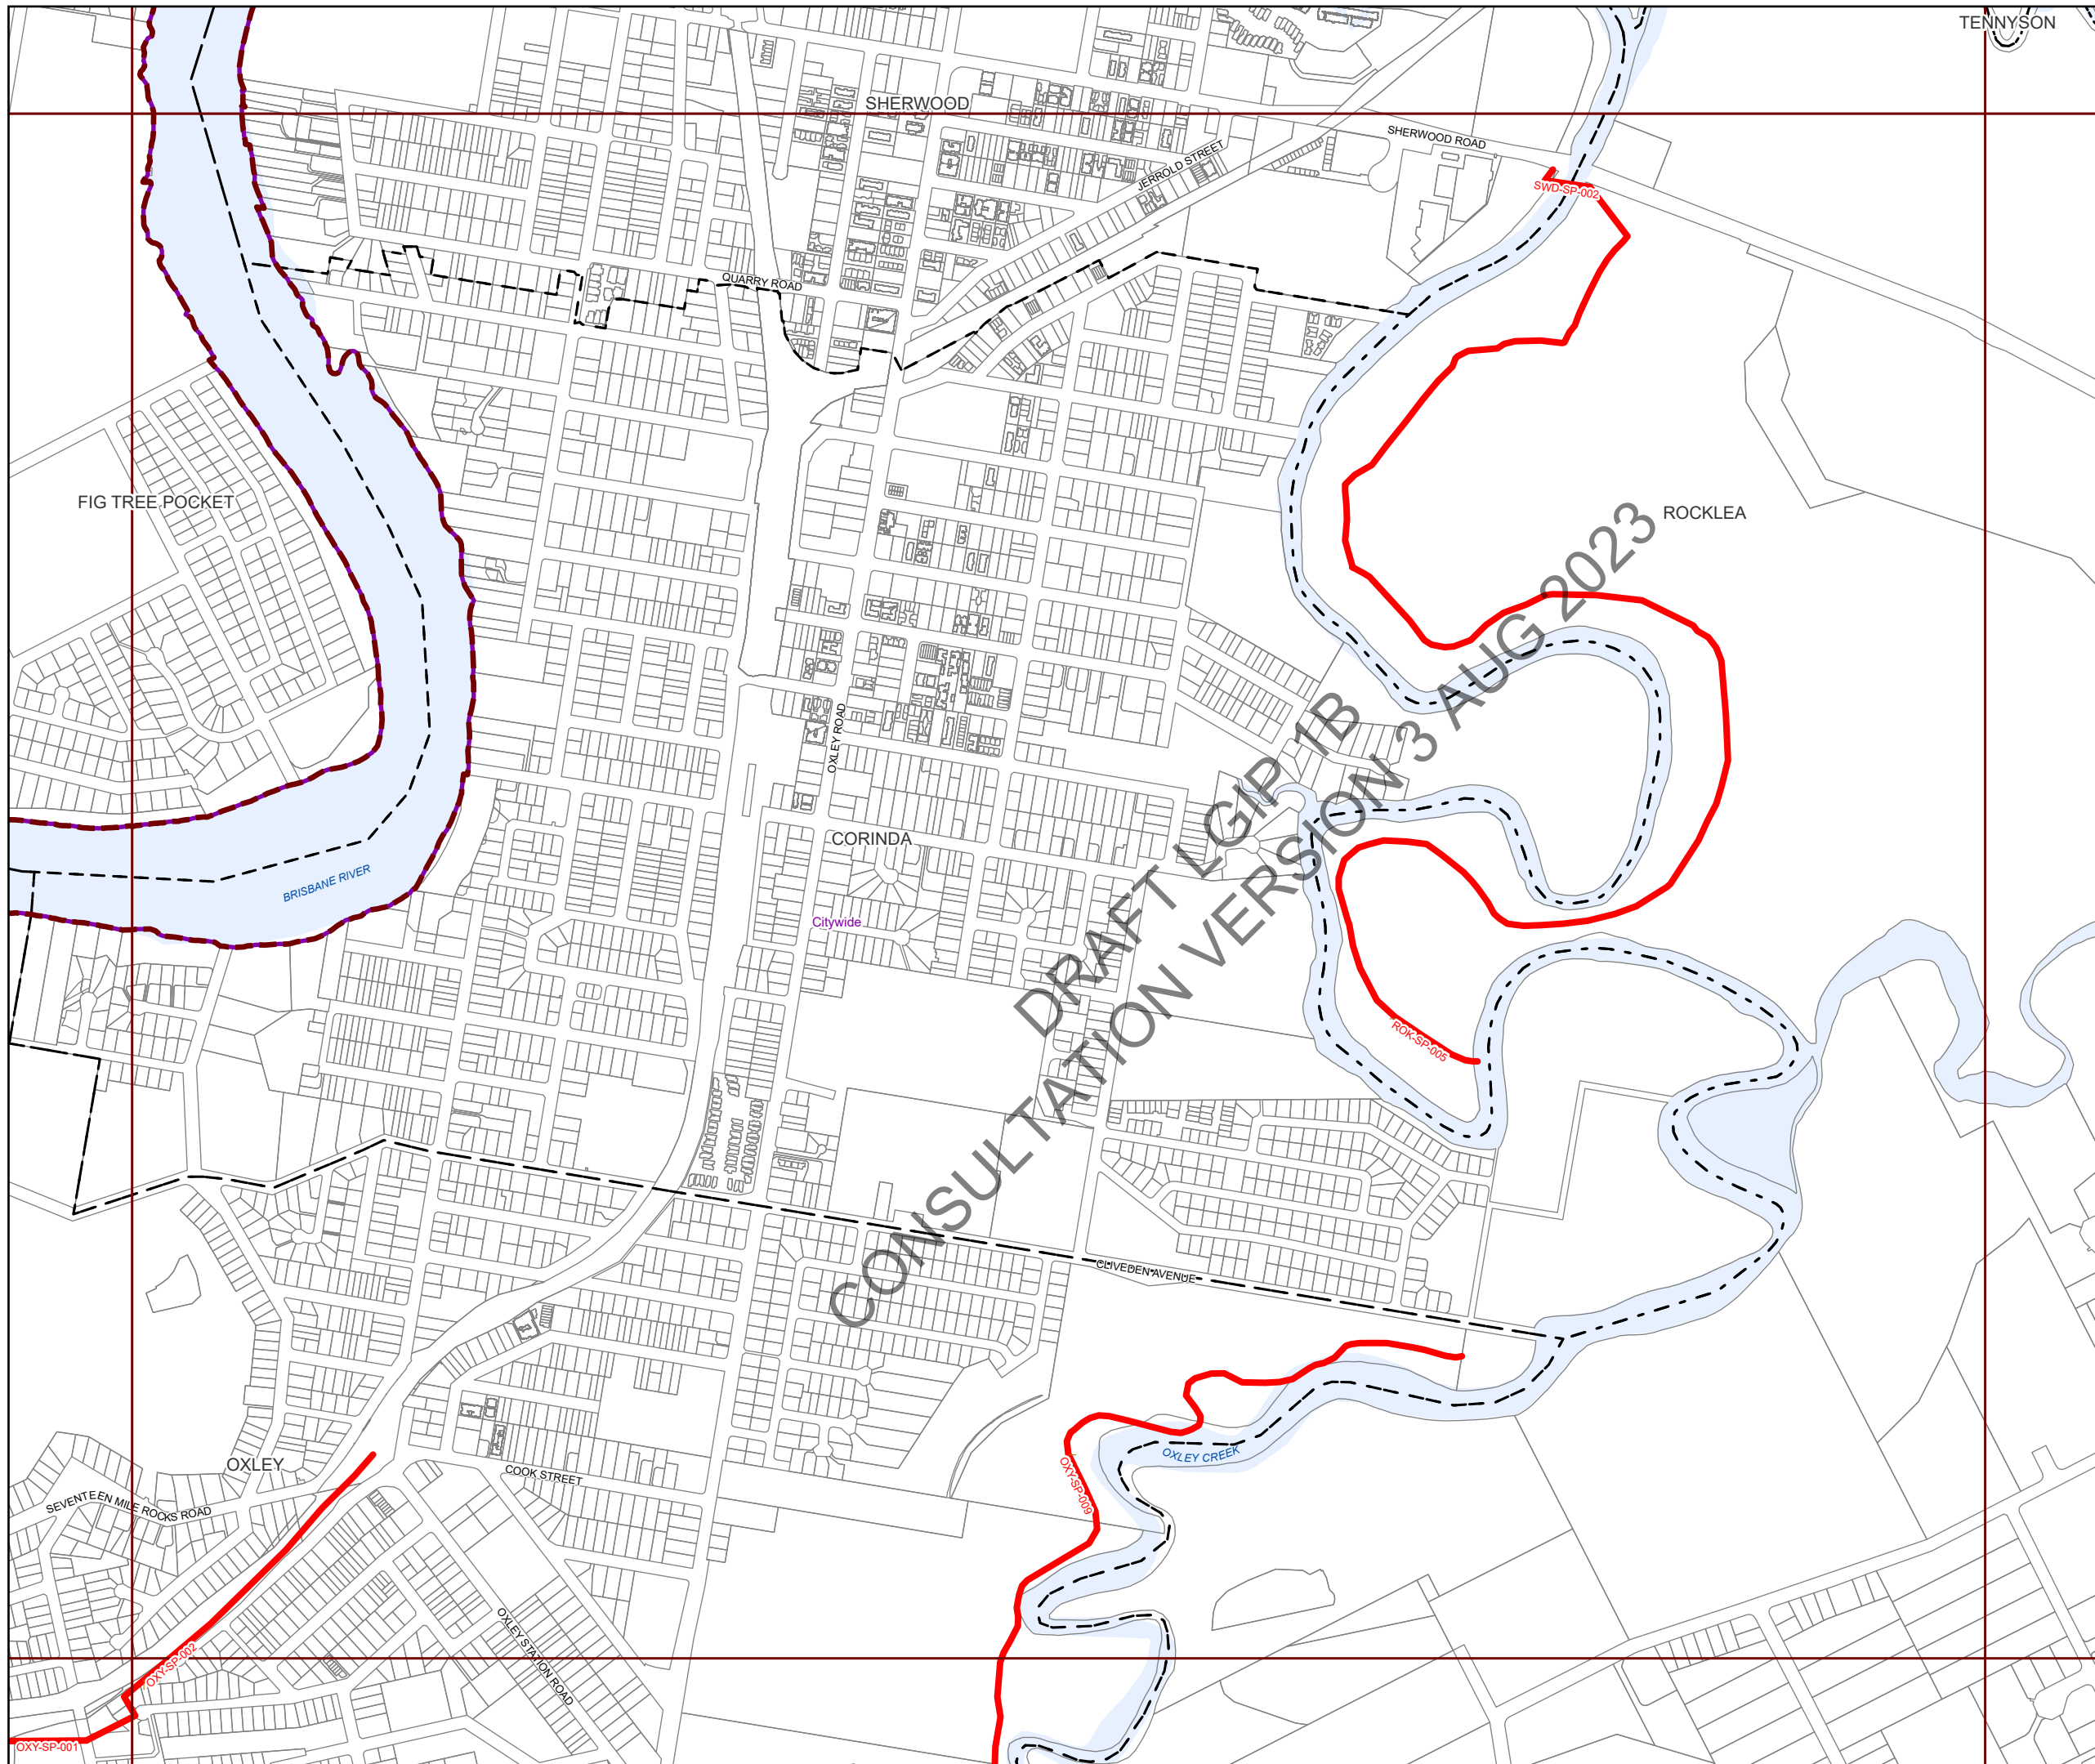 TENNYSON
SHERWOOD
SHERWOOD ROAD
JERROLD STREET
SWD-SP-002
QUARRY ROAD
FIG TREE POCKET
ROCKLEA
OXLEY ROAD
CORINDA
BRISBANE RIVER
Citywide
DRAFT LGIP 1B
CONSULTATION VERSION 3 AUG 2023
ROK-SP-005
CLIVEDEN AVENUE
OXLEY CREEK
OXY-SP-009
OXLEY
COOK STREET
SEVENTEEN MILE ROCKS ROAD
OXLEY STATION ROAD
OXY-SP-002
OXY-SP-001